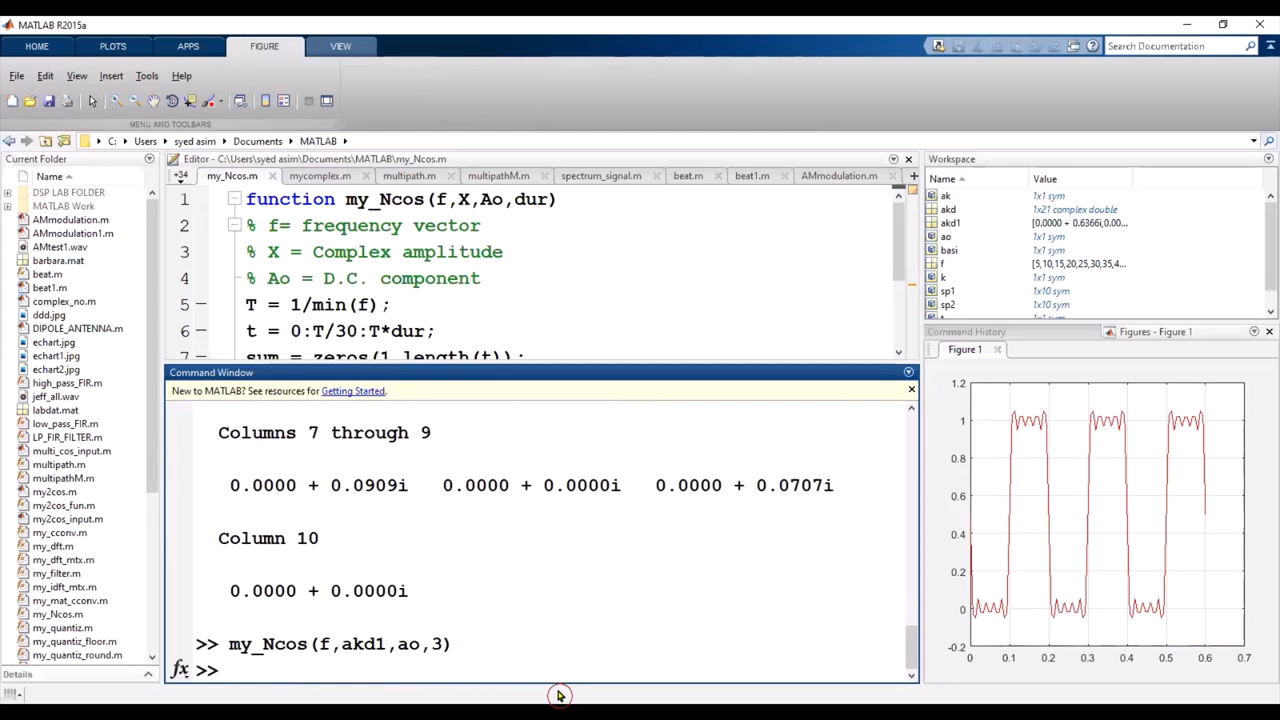 MATLAB R2015a
HOME PLOTS APPS FIGURE VIEW
Search Documentation
File Edit View Insert Tools Help
MENU AND TOOLBARS
C: Users syed asim Documents MATLAB
Current Folder
Name
DSP LAB FOLDER
MATLAB Work
AMmodulation.m
AMmodulation1.m
AMtest1.wav
barbara.mat
beat.m
beat1.m
complex_no.m
ddd.jpg
DIPOLE_ANTENNA.m
echart.jpg
echart1.jpg
echart2.jpg
high_pass_FIR.m
jeff_all.wav
labdat.mat
low_pass_FIR.m
LP_FIR_FILTER.m
multi_cos_input.m
multipath.m
multipathM.m
my2cos.m
my2cos_fun.m
my2cos_input.m
my_cconv.m
my_dft.m
my_dft_mtx.m
my_filter.m
my_idft_mtx.m
my_mat_cconv.m
my_Ncos.m
my_quantiz.m
my_quantiz_floor.m
my_quantiz_round.m
Details
Editor - C:\Users\syed asim\Documents\MATLAB\my_Ncos.m
+34 my_Ncos.m mycomplex.m multipath.m multipathM.m spectrum_signal.m beat.m beat1.m AMmodulation.m
1 function my_Ncos(f,X,Ao,dur)
2 % f= frequency vector
3 % X = Complex amplitude
4 % Ao = D.C. component
5 T = 1/min(f);
6 t = 0:T/30:T*dur;
7 sum = zeros(1,length(t));
Command Window
New to MATLAB? See resources for Getting Started.
Columns 7 through 9
0.0000 + 0.0909i 0.0000 + 0.0000i 0.0000 + 0.0707i
Column 10
0.0000 + 0.0000i
>> my_Ncos(f,akd1,ao,3)
fx >>
Workspace
Name Value
ak 1x1 sym
akd 1x21 complex double
akd1 [0.0000 + 0.6366i,0.00...
ao 1x1 sym
basi 1x1 sym
f [5,10,15,20,25,30,35,4...
k 1x1 sym
sp1 1x10 sym
sp2 1x10 sym
Command History Figures - Figure 1
Figure 1
1.2
1
0.8
0.6
0.4
0.2
0
-0.2
0 0.1 0.2 0.3 0.4 0.5 0.6 0.7